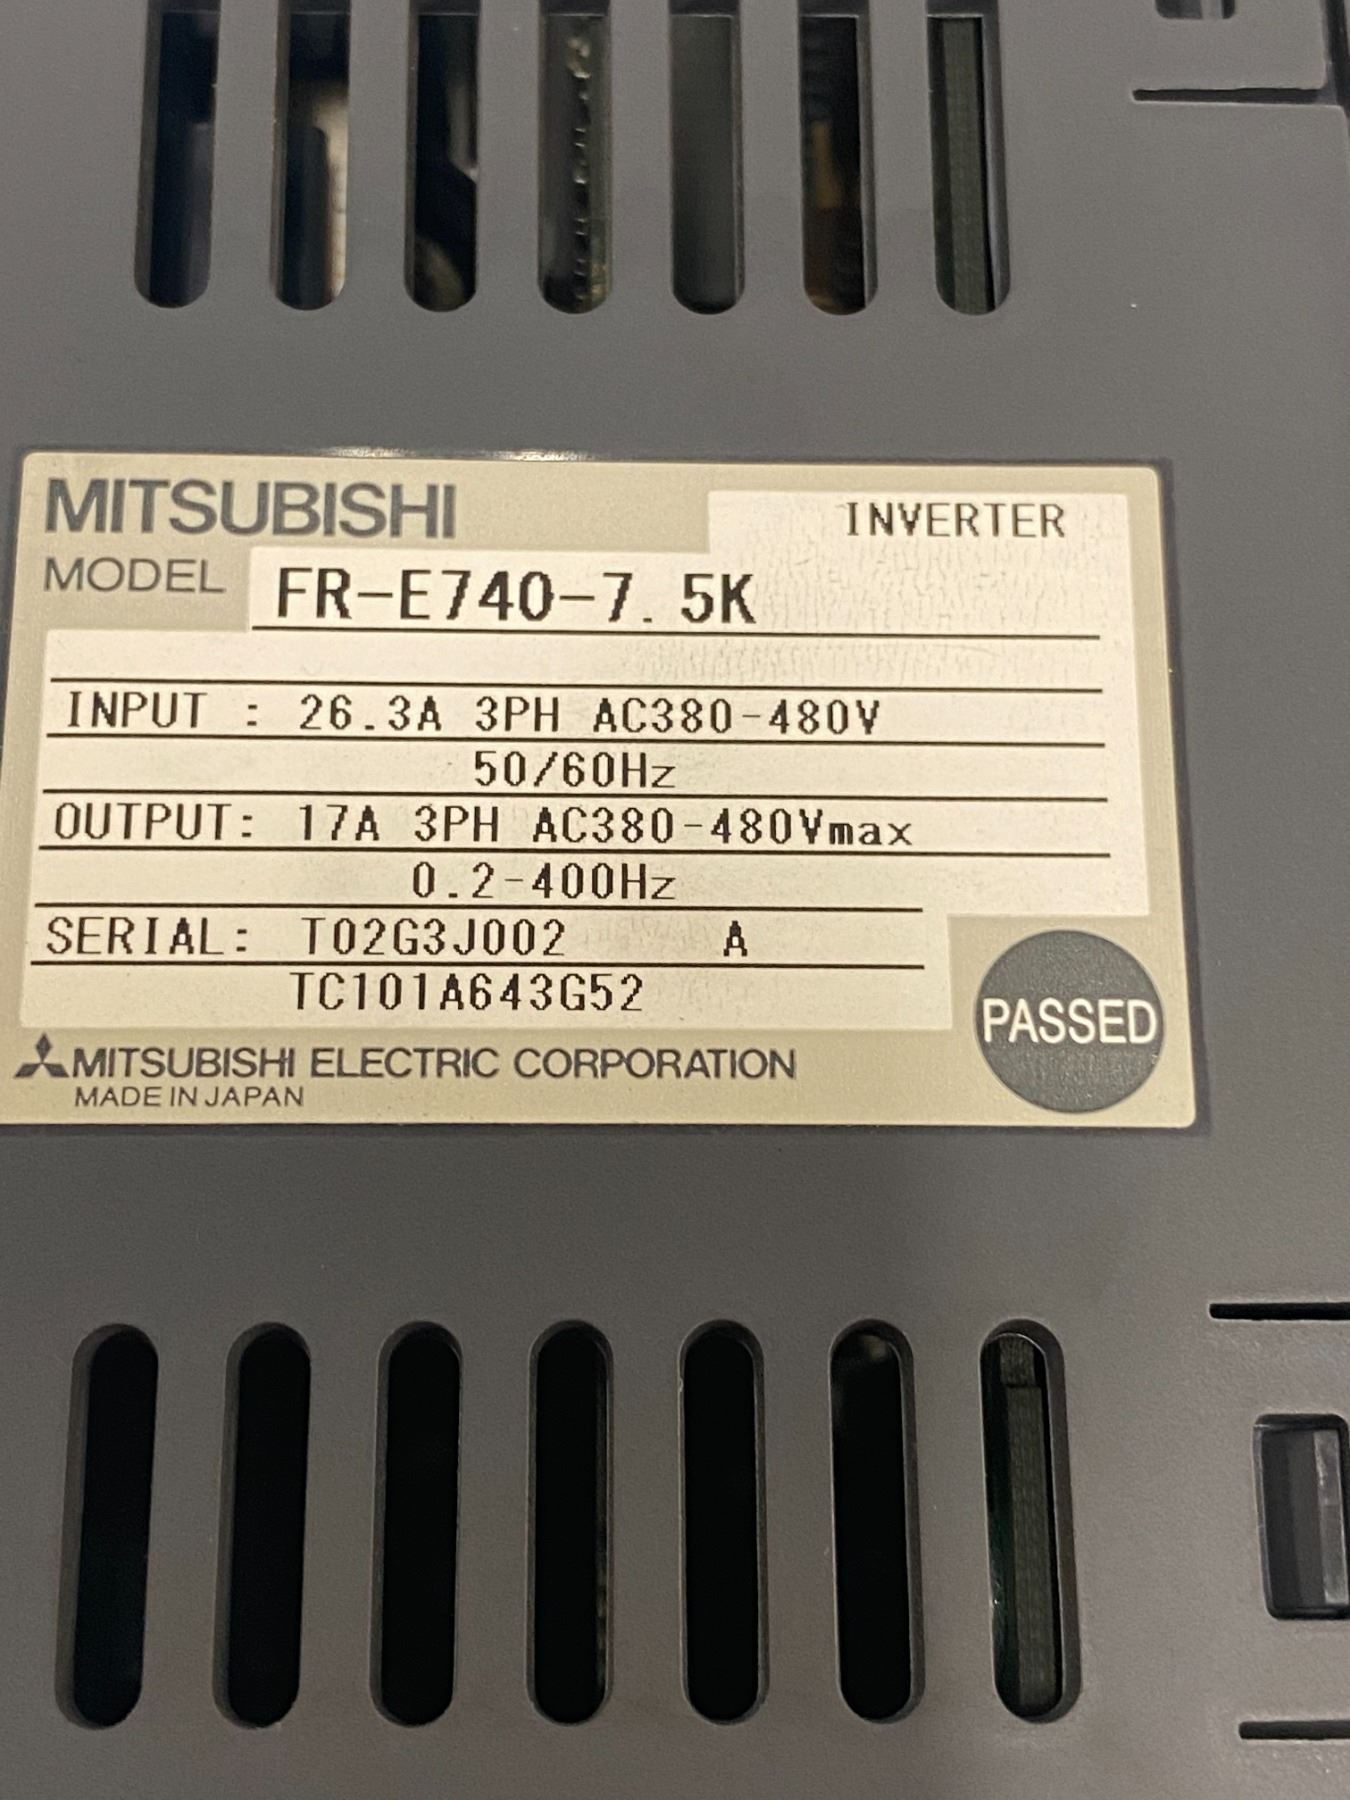 MITSUBISHI
INVERTER
MODEL FR-E740-7.5K
INPUT : 26.3A 3PH AC380-480V
50/60Hz
OUTPUT: 17A 3PH AC380-480Vmax
0.2-400Hz
SERIAL: T02G3J002 A
TC101A643G52
PASSED
MITSUBISHI ELECTRIC CORPORATION
MADE IN JAPAN